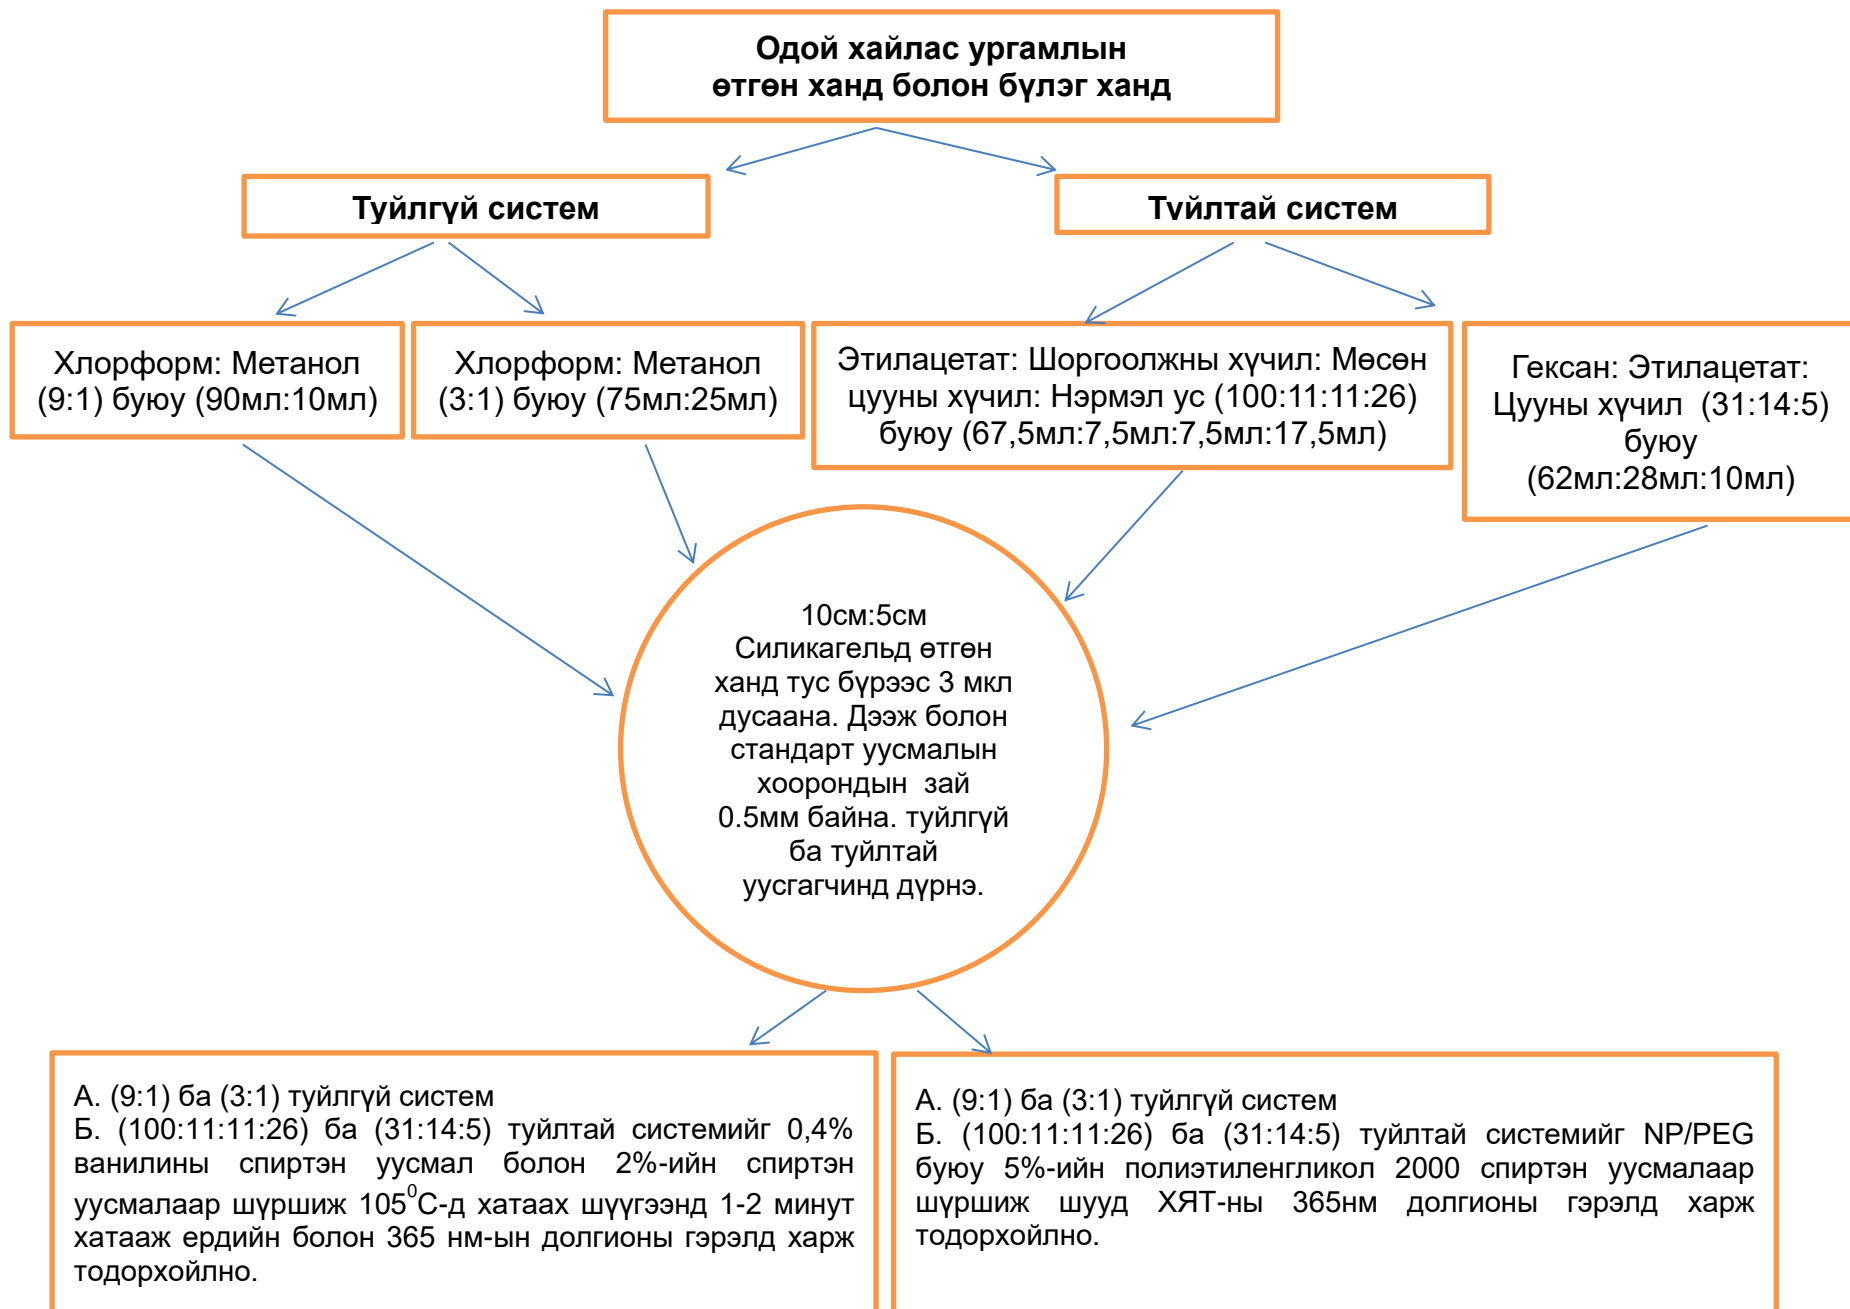 Одой хайлас ургамлын
өтгөн ханд болон бүлэг ханд
Туйлгүй систем
Туйлтай систем
Хлорформ: Метанол
(9:1) буюу (90мл:10мл)
Хлорформ: Метанол
(3:1) буюу (75мл:25мл)
Этилацетат: Шоргоолжны хүчил: Мөсөн
цууны хүчил: Нэрмэл ус (100:11:11:26)
буюу (67,5мл:7,5мл:7,5мл:17,5мл)
Гексан: Этилацетат:
Цууны хүчил (31:14:5)
буюу
(62мл:28мл:10мл)
10см:5см
Силикагельд өтгөн
ханд тус бүрээс 3 мкл
дусаана. Дээж болон
стандарт уусмалын
хоорондын зай
0.5мм байна. туйлгүй
ба туйлтай
уусгагчинд дүрнэ.
А. (9:1) ба (3:1) туйлгүй систем
Б. (100:11:11:26) ба (31:14:5) туйлтай системийг 0,4%
ванилины спиртэн уусмал болон 2%-ийн спиртэн
уусмалаар шүршиж 105⁰С-д хатаах шүүгээнд 1-2 минут
хатааж ердийн болон 365 нм-ын долгионы гэрэлд харж
тодорхойлно.
А. (9:1) ба (3:1) туйлгүй систем
Б. (100:11:11:26) ба (31:14:5) туйлтай системийг NP/PEG
буюу 5%-ийн полиэтиленгликол 2000 спиртэн уусмалаар
шүршиж шууд ХЯТ-ны 365нм долгионы гэрэлд харж
тодорхойлно.